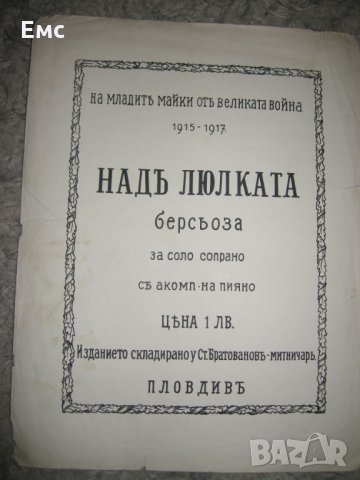 Емс
на младитѣ майки отъ великата война
1915-1917.
НАДЪ ЛЮЛКАТА
берсьоза
за соло сопрано
съ акомп. на пияно
ЦѢНА 1 ЛВ.
Изданието складирано у Ст. Братовановъ-митничарь
ПЛОВДИВЪ
BAZAR